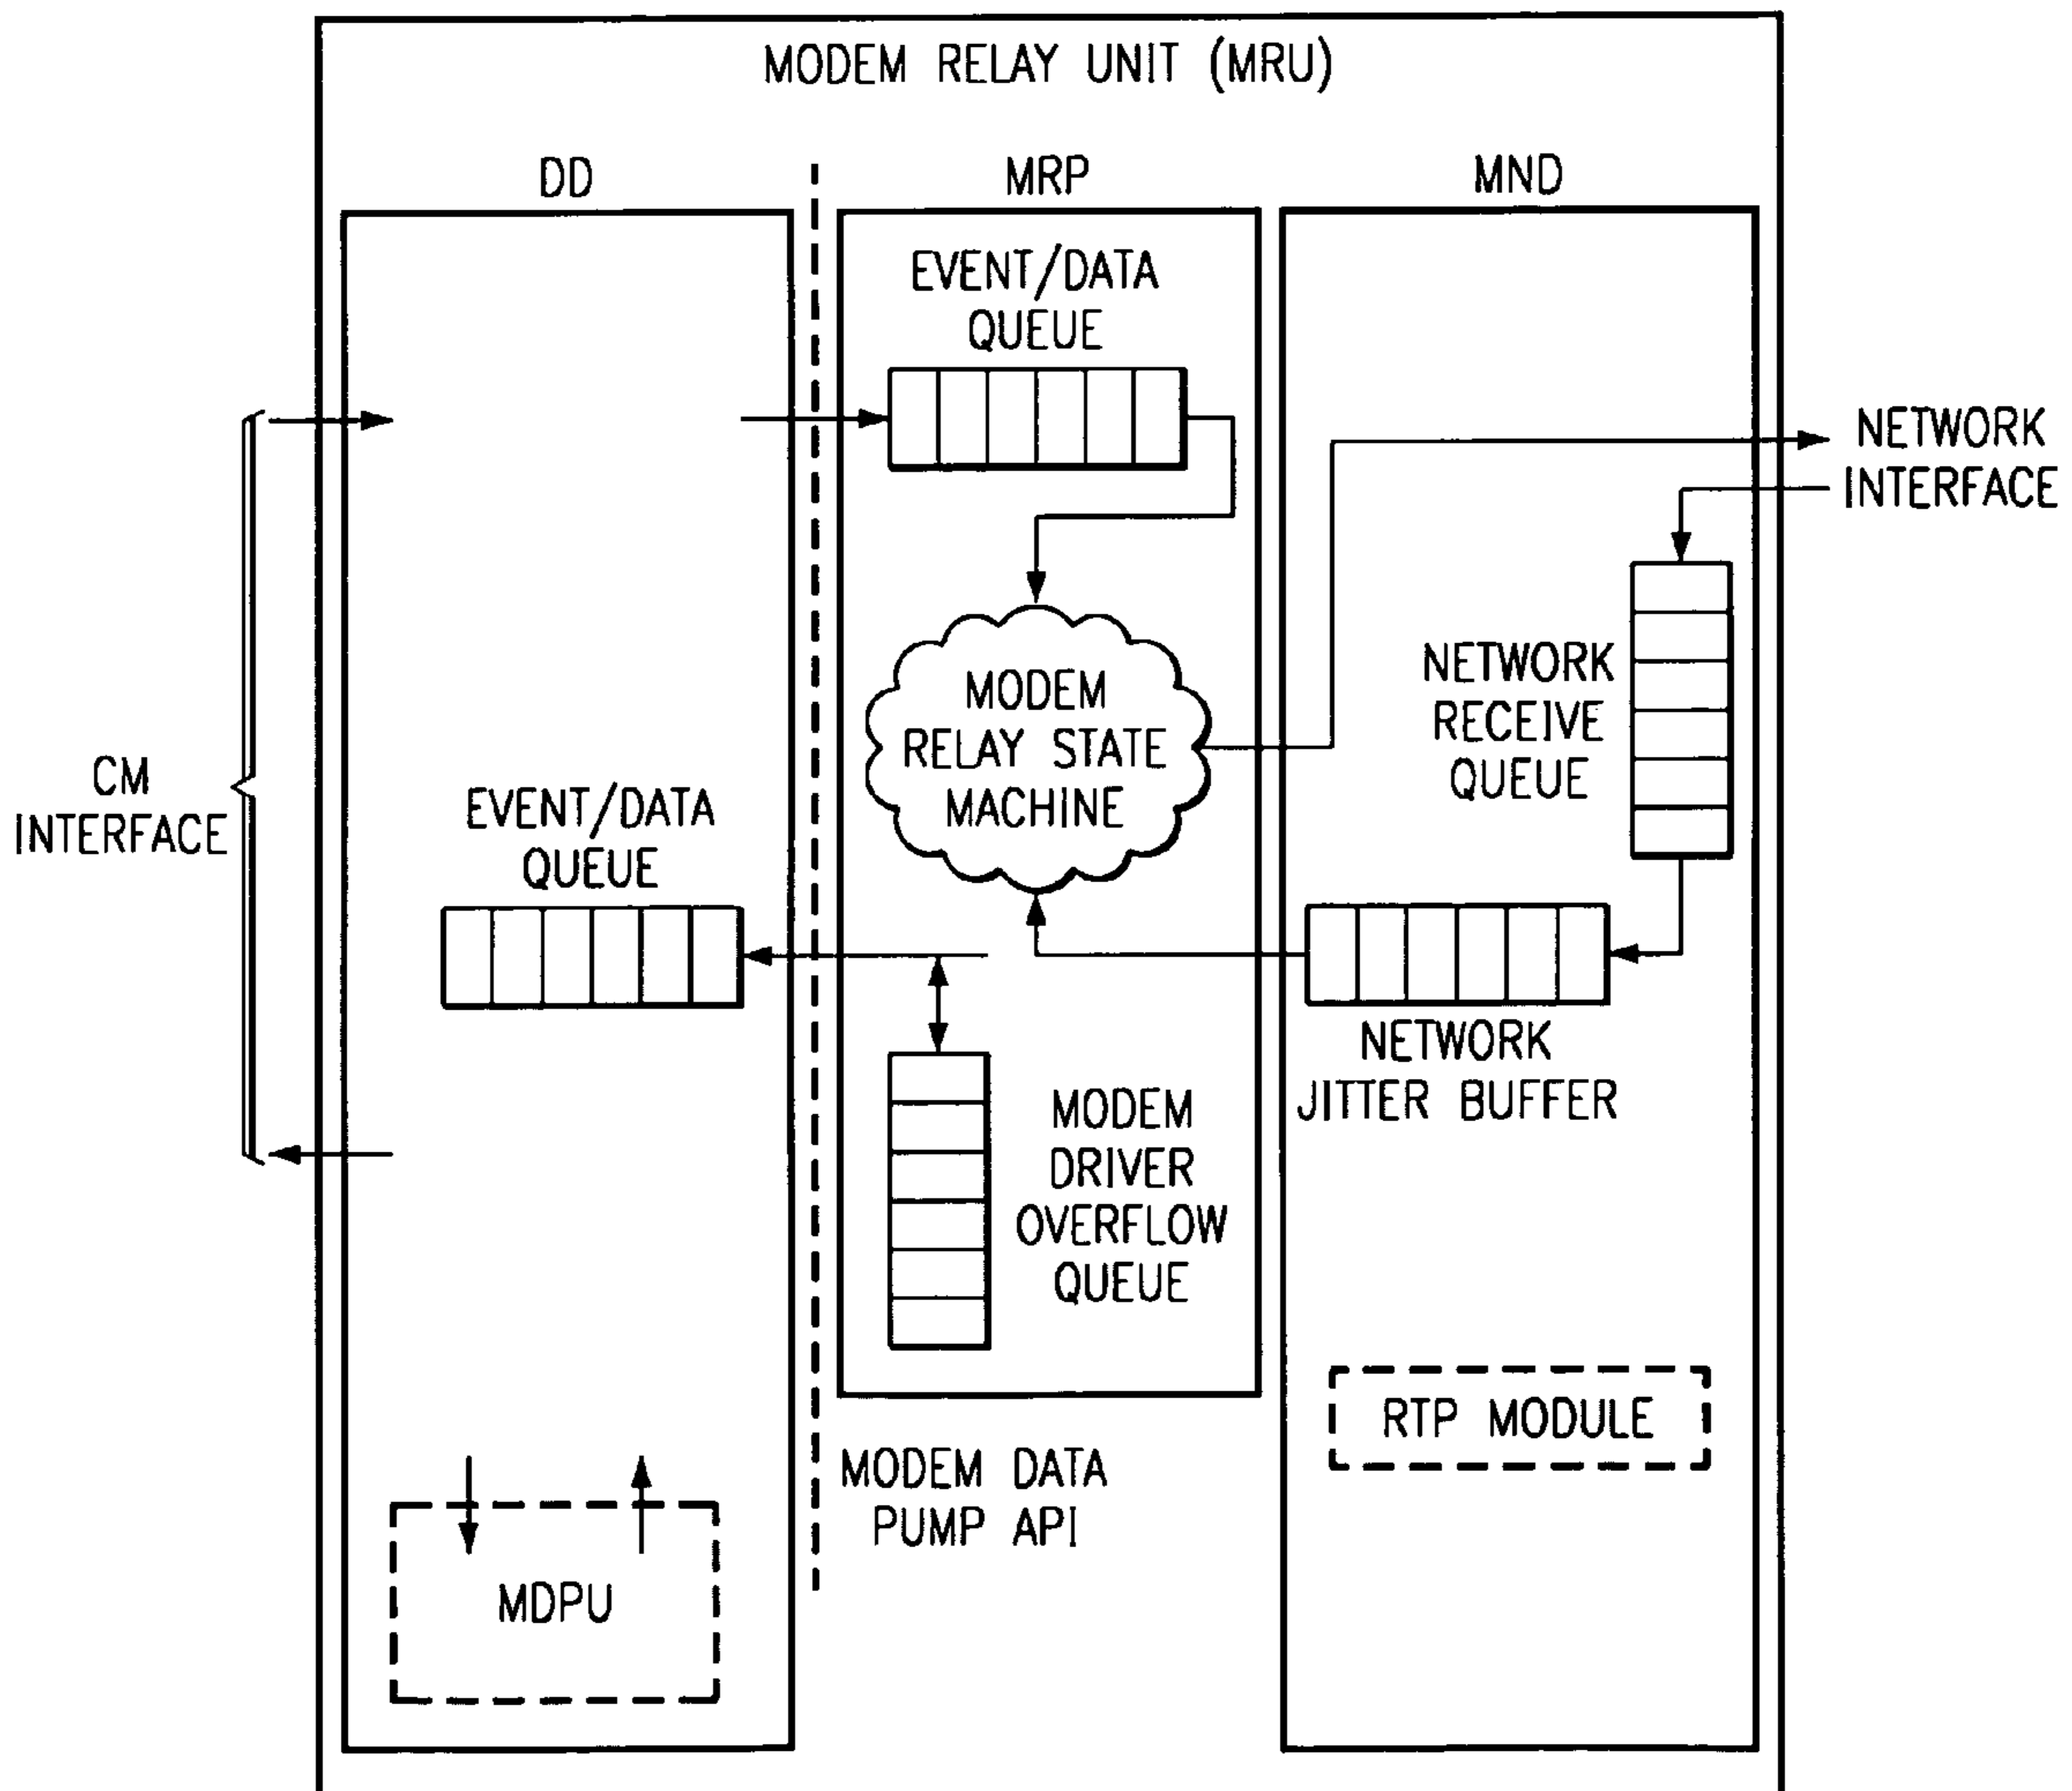 MODEM RELAY UNIT (MRU)
DD
MRP
MND
EVENT/DATA
QUEUE
NETWORK
INTERFACE
MODEM
RELAY STATE
MACHINE
NETWORK
RECEIVE
QUEUE
CM
INTERFACE
EVENT/DATA
QUEUE
NETWORK
JITTER BUFFER
MODEM
DRIVER
OVERFLOW
QUEUE
RTP MODULE
MODEM DATA
PUMP API
MDPU